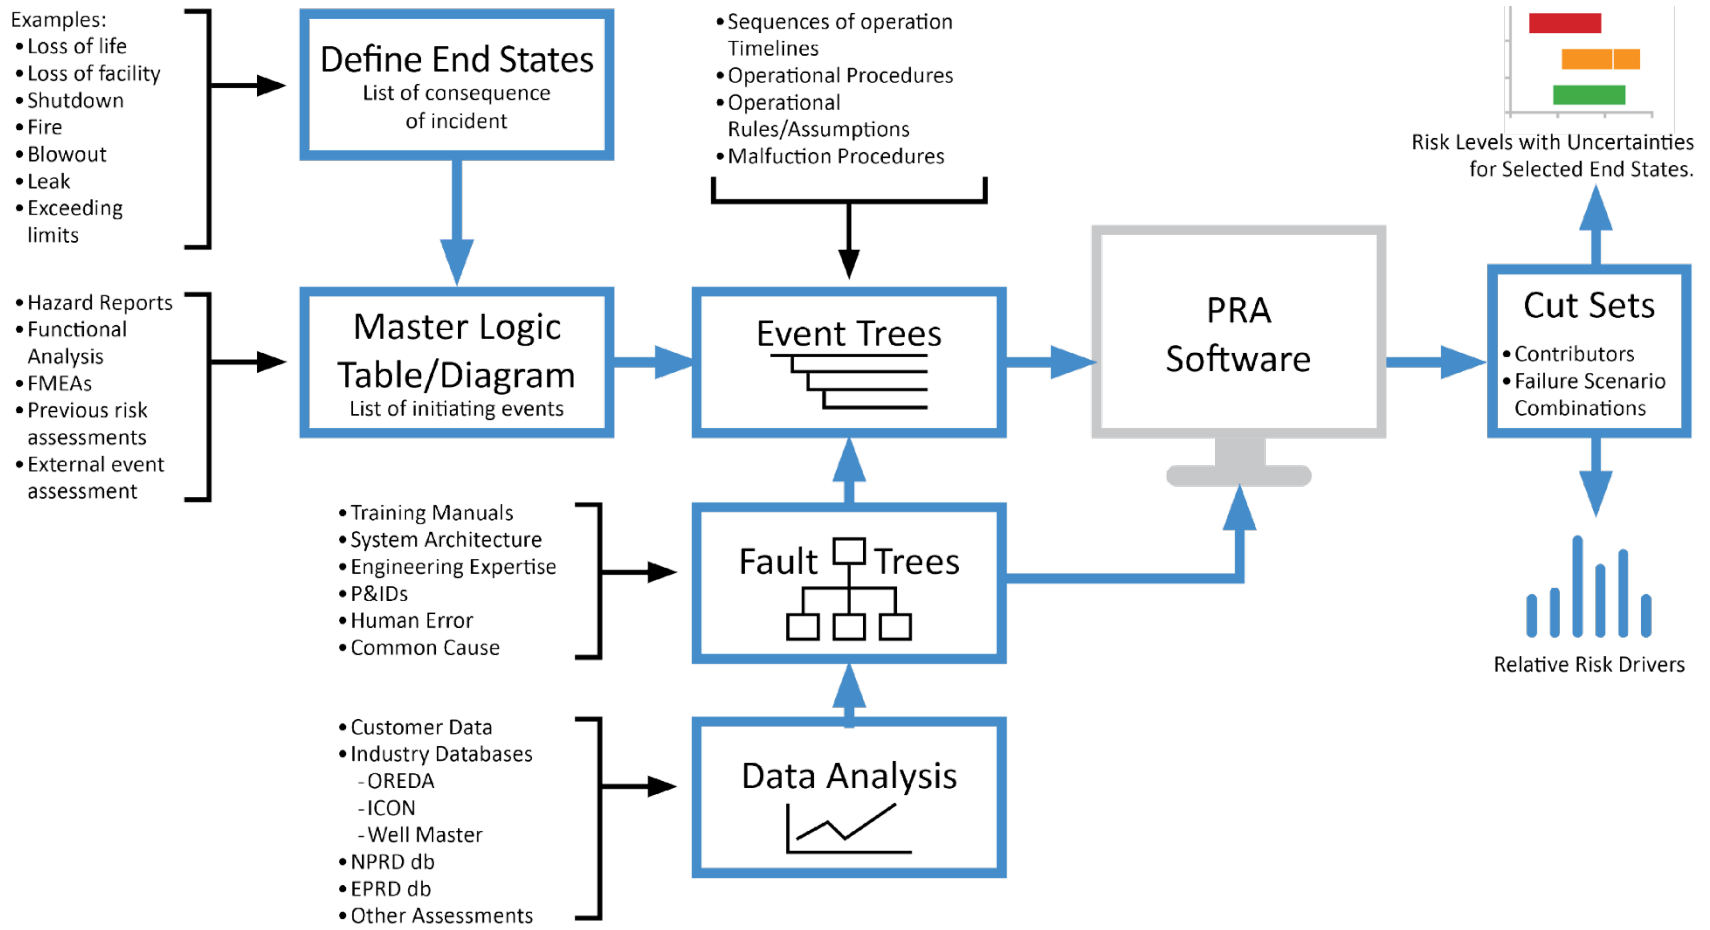 Examples:
•Loss of life
•Loss of facility
•Shutdown
•Fire
•Blowout
•Leak
•Exceeding
limits
Define End States
List of consequence
of incident
•Sequences of operation
Timelines
•Operational Procedures
•Operational
Rules/Assumptions
•Malfuction Procedures
Risk Levels with Uncertainties
for Selected End States.
•Hazard Reports
•Functional
Analysis
•FMEAs
•Previous risk
assessments
•External event
assessment
Master Logic
Table/Diagram
List of initiating events
Event Trees
PRA
Software
Cut Sets
•Contributors
•Failure Scenario
Combinations
•Training Manuals
•System Architecture
•Engineering Expertise
•P&IDs
•Human Error
•Common Cause
Fault Trees
Relative Risk Drivers
•Customer Data
•Industry Databases
-OREDA
-ICON
-Well Master
•NPRD db
•EPRD db
•Other Assessments
Data Analysis